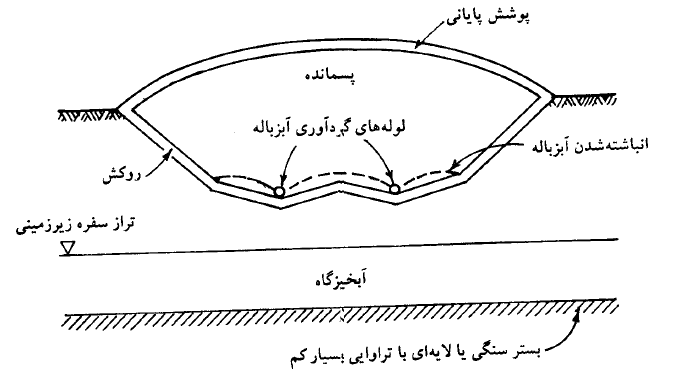 پوشش پایانی
پسمانده
لوله‌های گردآوری آبزباله
انباشته‌شدن آبزباله
روکش
تراز سفره زیرزمینی
آبخیزگاه
بستر سنگی یا لایه‌ای با تراوایی بسیار کم